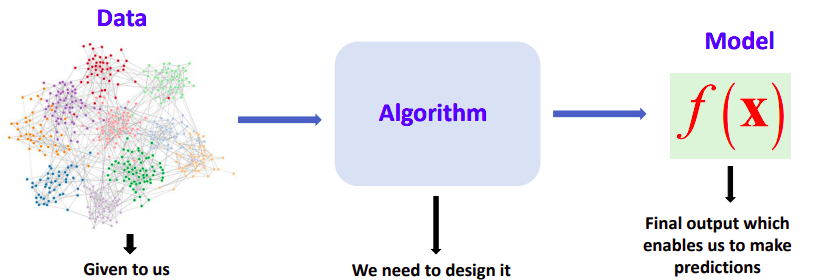 Data
Model
Algorithm
f(x)
Given to us
We need to design it
Final output which
enables us to make
predictions